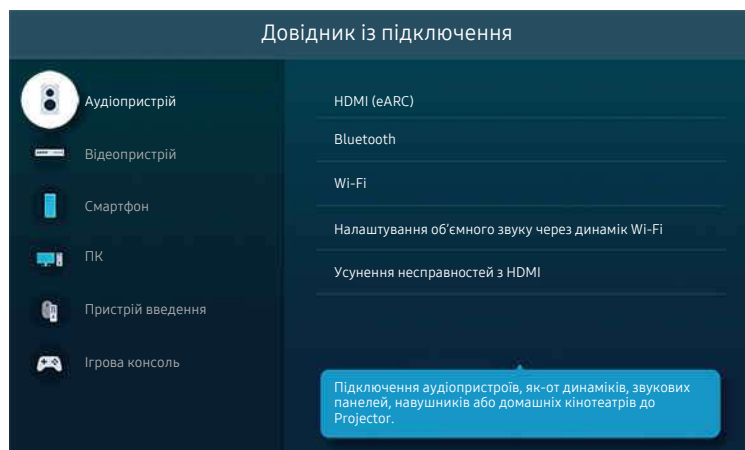 Довідник із підключення
Аудіопристрій
Відеопристрій
Смартфон
ПК
Пристрій введення
Ігрова консоль
HDMI (eARC)
Bluetooth
Wi-Fi
Налаштування об’ємного звуку через динамік Wi-Fi
Усунення несправностей з HDMI
Підключення аудіопристроїв, як-от динаміків, звукових
панелей, навушників або домашніх кінотеатрів до
Projector.